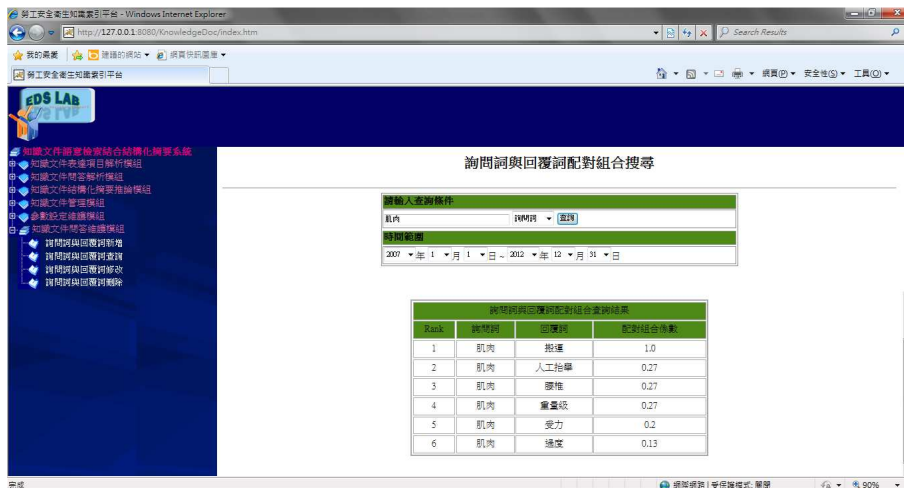 勞工安全衛生知識索引平台 - Windows Internet Explorer
http://127.0.0.1:8080/KnowledgeDoc/index.htm
Search Results
我的最愛 建議的網站 網頁快訊圖庫
勞工安全衛生知識索引平台
網頁(P) 安全性(S) 工具(O)
EDS LAB
知識文件語意檢索結合結構化摘要系統
知識文件表達項目解析模組
知識文件問答解析模組
知識文件結構化摘要推論模組
知識文件管理模組
參數設定維護模組
知識文件問答維護模組
詢問詞與回覆詞新增
詢問詞與回覆詞查詢
詢問詞與回覆詞修改
詢問詞與回覆詞刪除
詢問詞與回覆詞配對組合搜尋
請輸入查詢條件
肌肉 詢問詞 查詢
時間範圍
2007 年 1 月 1 日 ~ 2012 年 12 月 31 日
詢問詞與回覆詞配對組合查詢結果
Rank 詢問詞 回覆詞 配對組合係數
1 肌肉 搬運 1.0
2 肌肉 人工抬舉 0.27
3 肌肉 腰椎 0.27
4 肌肉 重量級 0.27
5 肌肉 受力 0.2
6 肌肉 過度 0.13
完成
網際網路 | 受保護模式: 關閉
90%